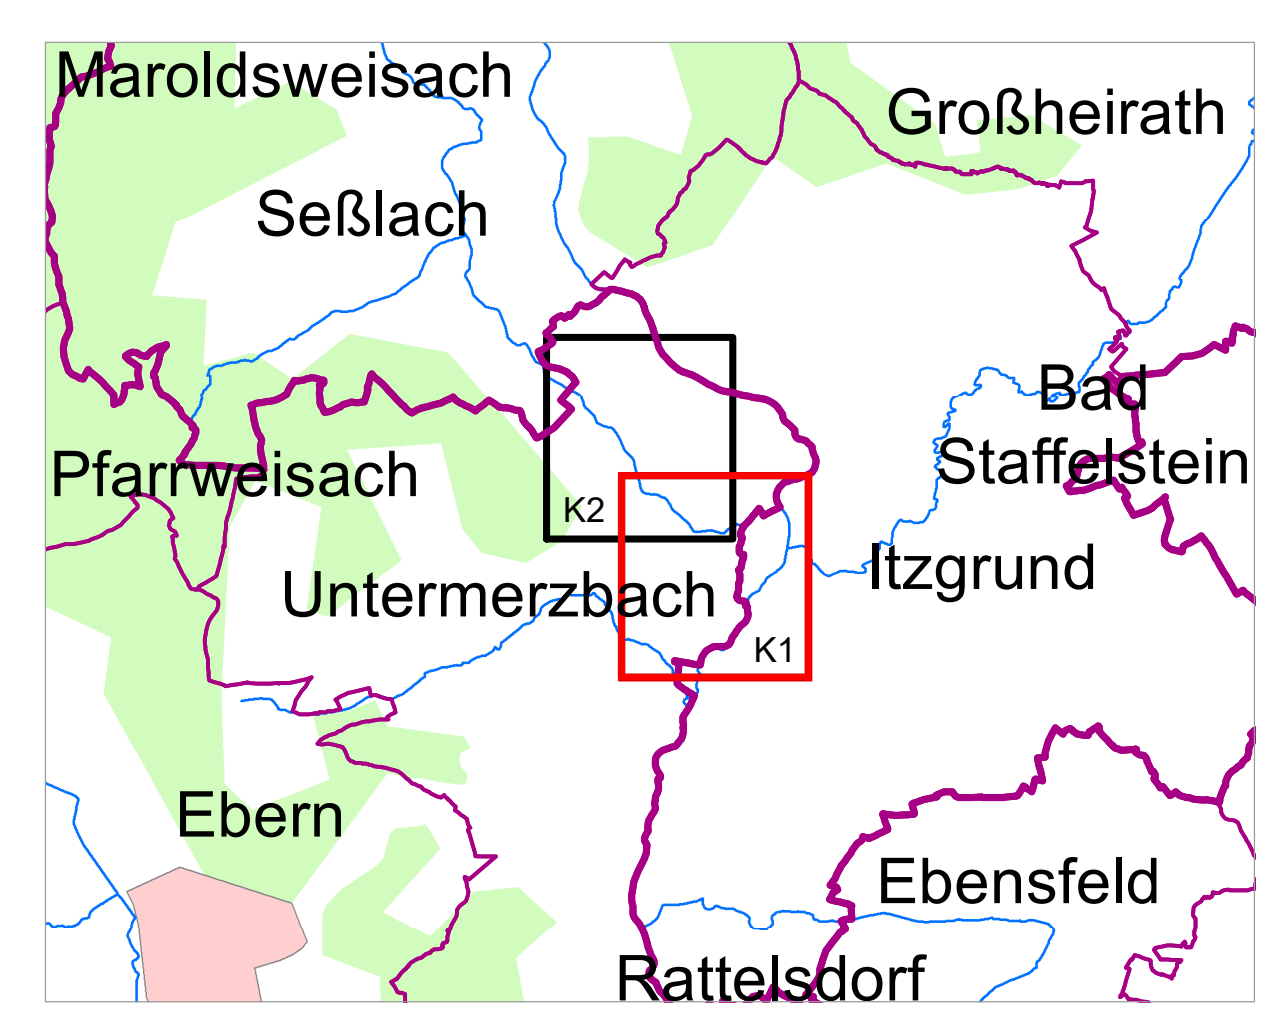 Maroldsweisach
Großheirath
Seßlach
Bad
Staffelstein
Pfarrweisach
K2
Itzgrund
Untermerzbach
K1
Ebern
Ebensfeld
Rattelsdorf